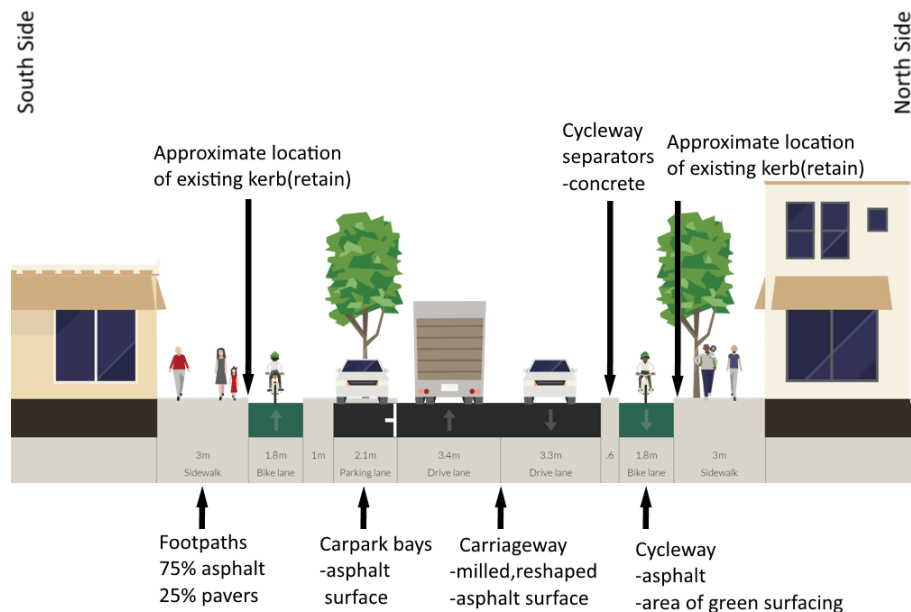 South Side
North Side
Cycleway
separators
-concrete
Approximate location
of existing kerb(retain)
Approximate location
of existing kerb(retain)
3m
Sidewalk
1.8m
Bike lane
1m
2.1m
Parking lane
3.4m
Drive lane
3.3m
Drive lane
.6
1.8m
Bike lane
3m
Sidewalk
Footpaths
75% asphalt
25% pavers
Carpark bays
-asphalt
surface
Carriageway
-milled,reshaped
-asphalt surface
Cycleway
-asphalt
-area of green surfacing